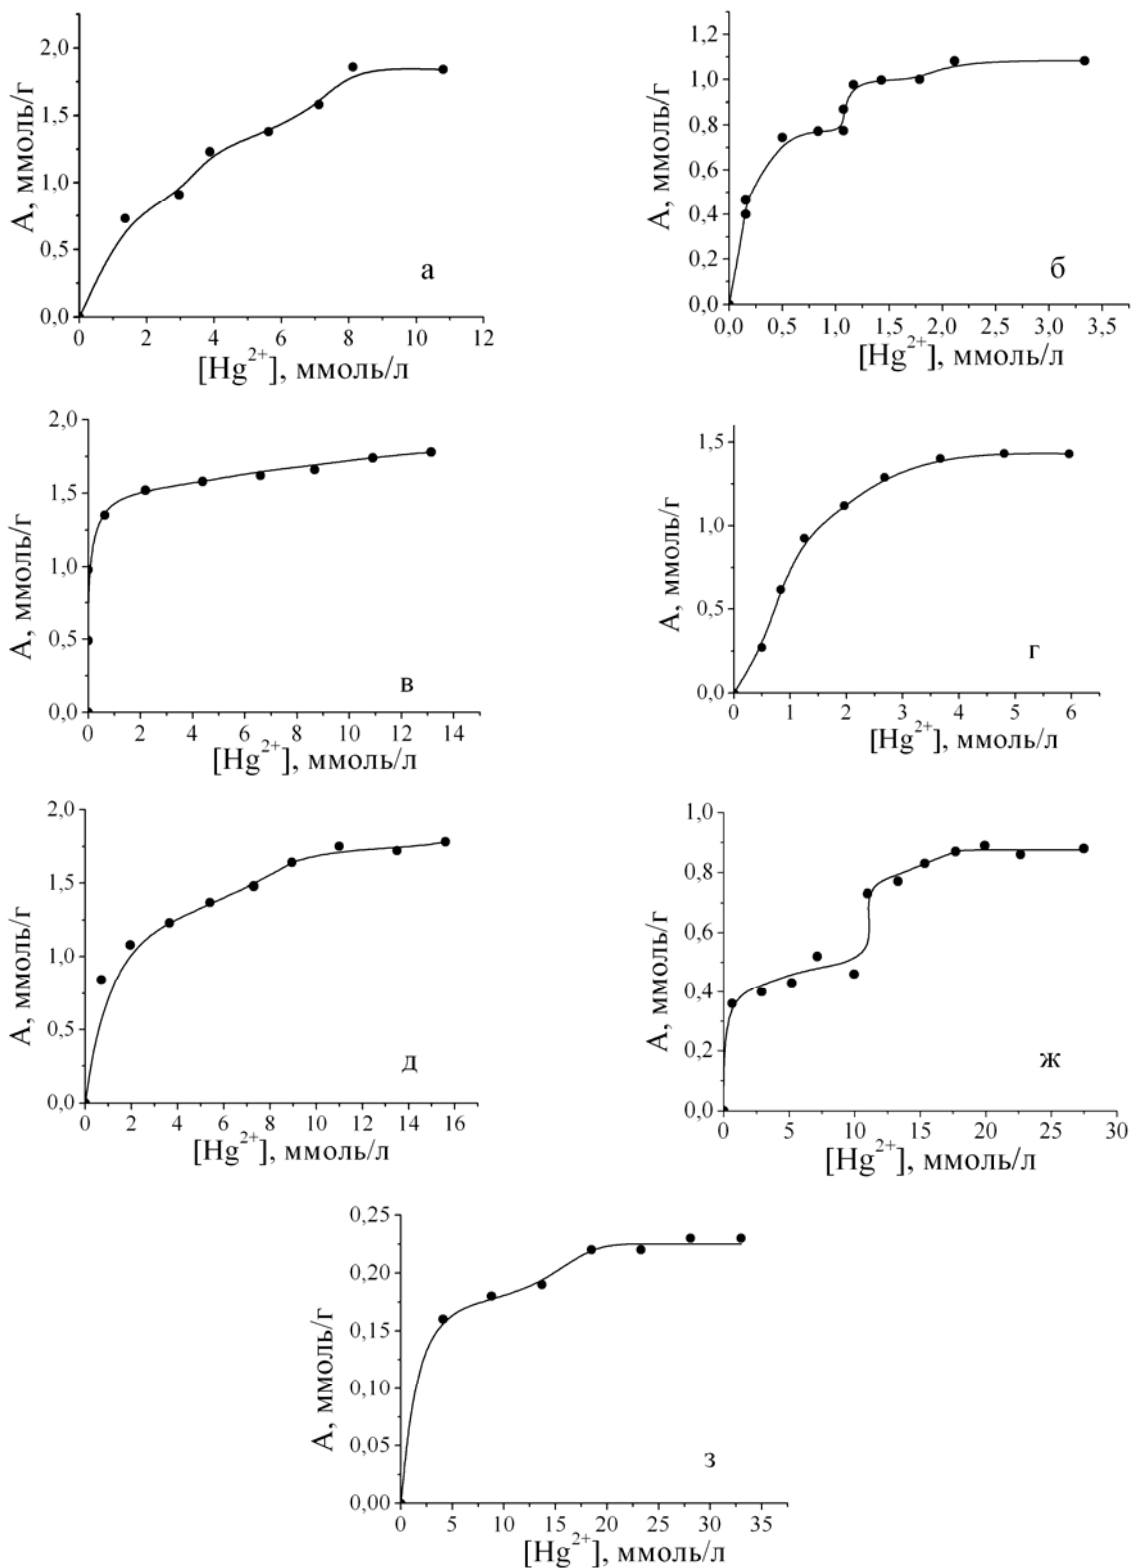 2,0
1,5
1,0
0,5
0,0
А, ммоль/г
0 2 4 6 8 10 12
[Hg²⁺], ммоль/л
а
1,2
1,0
0,8
0,6
0,4
0,2
0,0
А, ммоль/г
0,0 0,5 1,0 1,5 2,0 2,5 3,0 3,5
[Hg²⁺], ммоль/л
б
2,0
1,5
1,0
0,5
0,0
А, ммоль/г
0 2 4 6 8 10 12 14
[Hg²⁺], ммоль/л
в
1,5
1,0
0,5
0,0
А, ммоль/г
0 1 2 3 4 5 6
[Hg²⁺], ммоль/л
г
2,0
1,5
1,0
0,5
0,0
А, ммоль/г
0 2 4 6 8 10 12 14 16
[Hg²⁺], ммоль/л
д
1,0
0,8
0,6
0,4
0,2
0,0
А, ммоль/г
0 5 10 15 20 25 30
[Hg²⁺], ммоль/л
ж
0,25
0,20
0,15
0,10
0,05
0,00
А, ммоль/г
0 5 10 15 20 25 30 35
[Hg²⁺], ммоль/л
з